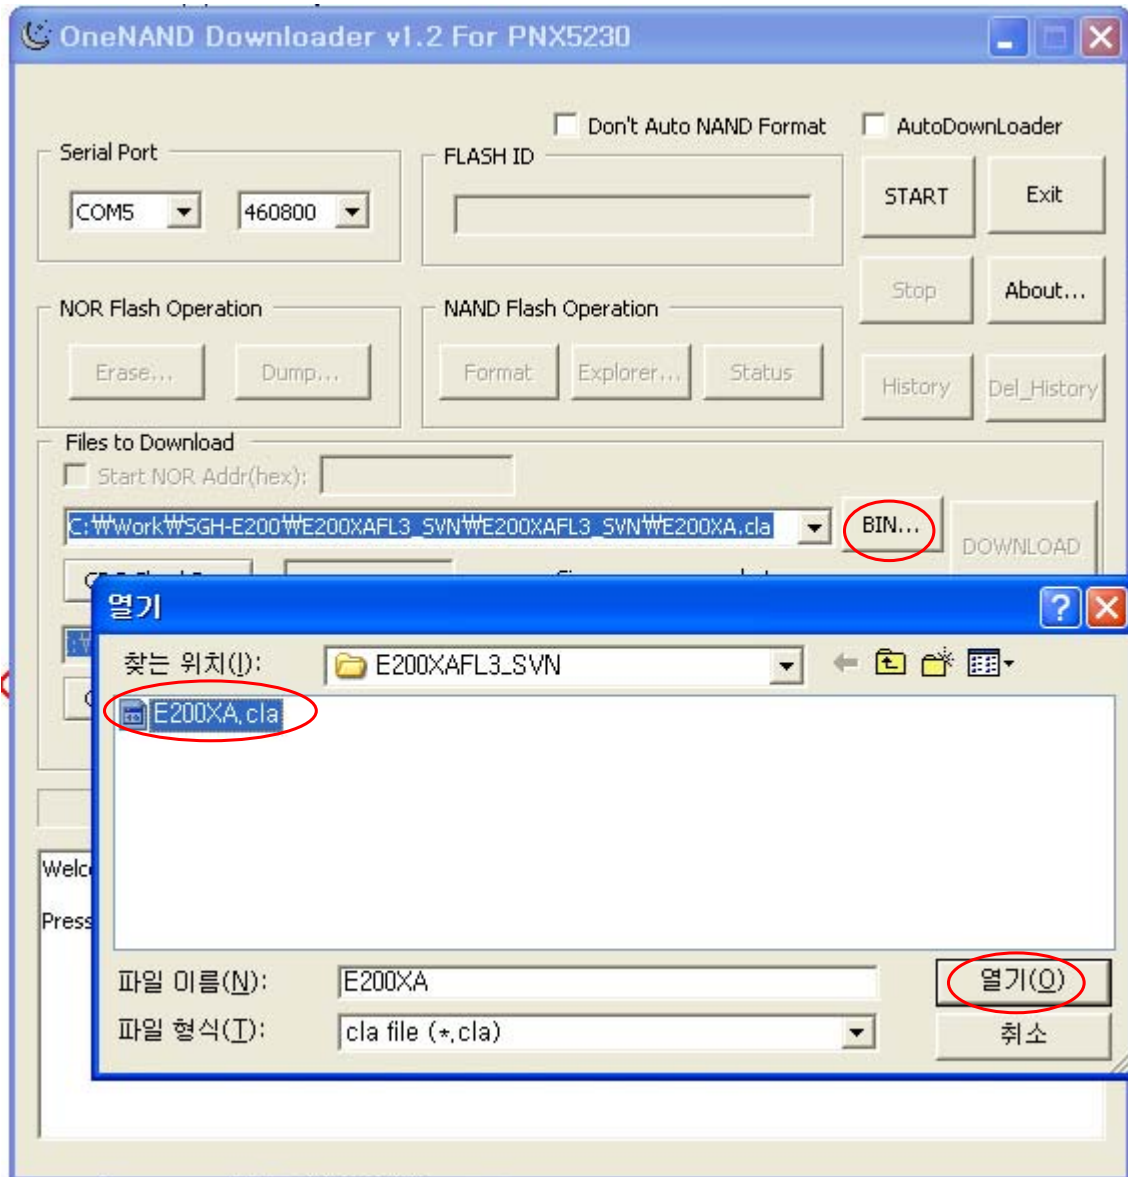 OneNAND Downloader v1.2 For PNX5230
Don't Auto NAND Format
AutoDownLoader
Serial Port
COM5
460800
FLASH ID
START
Exit
Stop
About...
NOR Flash Operation
Erase...
Dump...
NAND Flash Operation
Format
Explorer...
Status
History
Del_History
Files to Download
Start NOR Addr(hex):
C:₩Work₩SGH-E200₩E200XAFL3_SVN₩E200XAFL3_SVN₩E200XA.cla
BIN...
DOWNLOAD
열기
찾는 위치(I):
E200XAFL3_SVN
E200XA.cla
파일 이름(N):
E200XA
열기(O)
파일 형식(T):
cla file (*.cla)
취소
Press